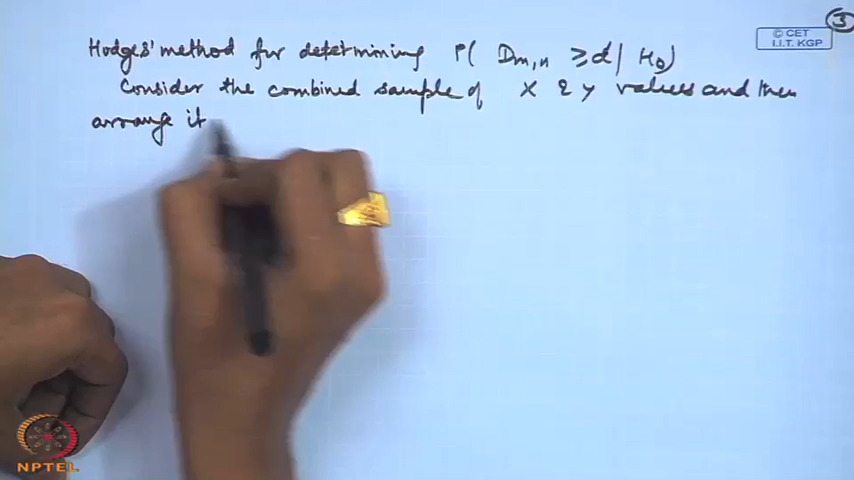 Hodges' method for determining P( Dm,n ≥ d | H0)
Consider the combined sample of X & Y values and then
arrange it
© CET
I.I.T. KGP
3
NPTEL